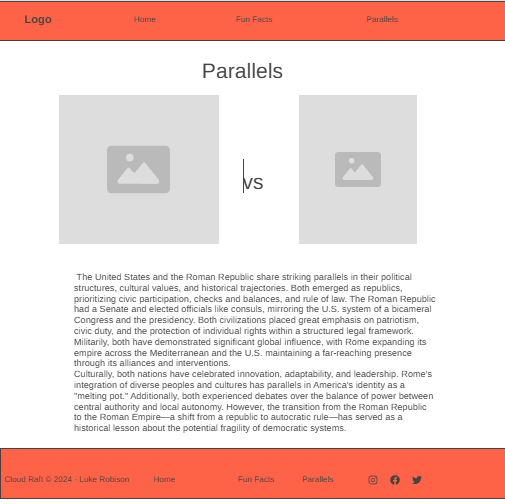 Logo
Home
Fun Facts
Parallels
Parallels
vs
The United States and the Roman Republic share striking parallels in their political
structures, cultural values, and historical trajectories. Both emerged as republics,
prioritizing civic participation, checks and balances, and rule of law. The Roman Republic
had a Senate and elected officials like consuls, mirroring the U.S. system of a bicameral
Congress and the presidency. Both civilizations placed great emphasis on patriotism,
civic duty, and the protection of individual rights within a structured legal framework.
Militarily, both have demonstrated significant global influence, with Rome expanding its
empire across the Mediterranean and the U.S. maintaining a far-reaching presence
through its alliances and interventions.
Culturally, both nations have celebrated innovation, adaptability, and leadership. Rome's
integration of diverse peoples and cultures has parallels in America's identity as a
"melting pot." Additionally, both experienced debates over the balance of power between
central authority and local autonomy. However, the transition from the Roman Republic
to the Roman Empire—a shift from a republic to autocratic rule—has served as a
historical lesson about the potential fragility of democratic systems.
Cloud Raft © 2024 · Luke Robison
Home
Fun Facts
Parallels